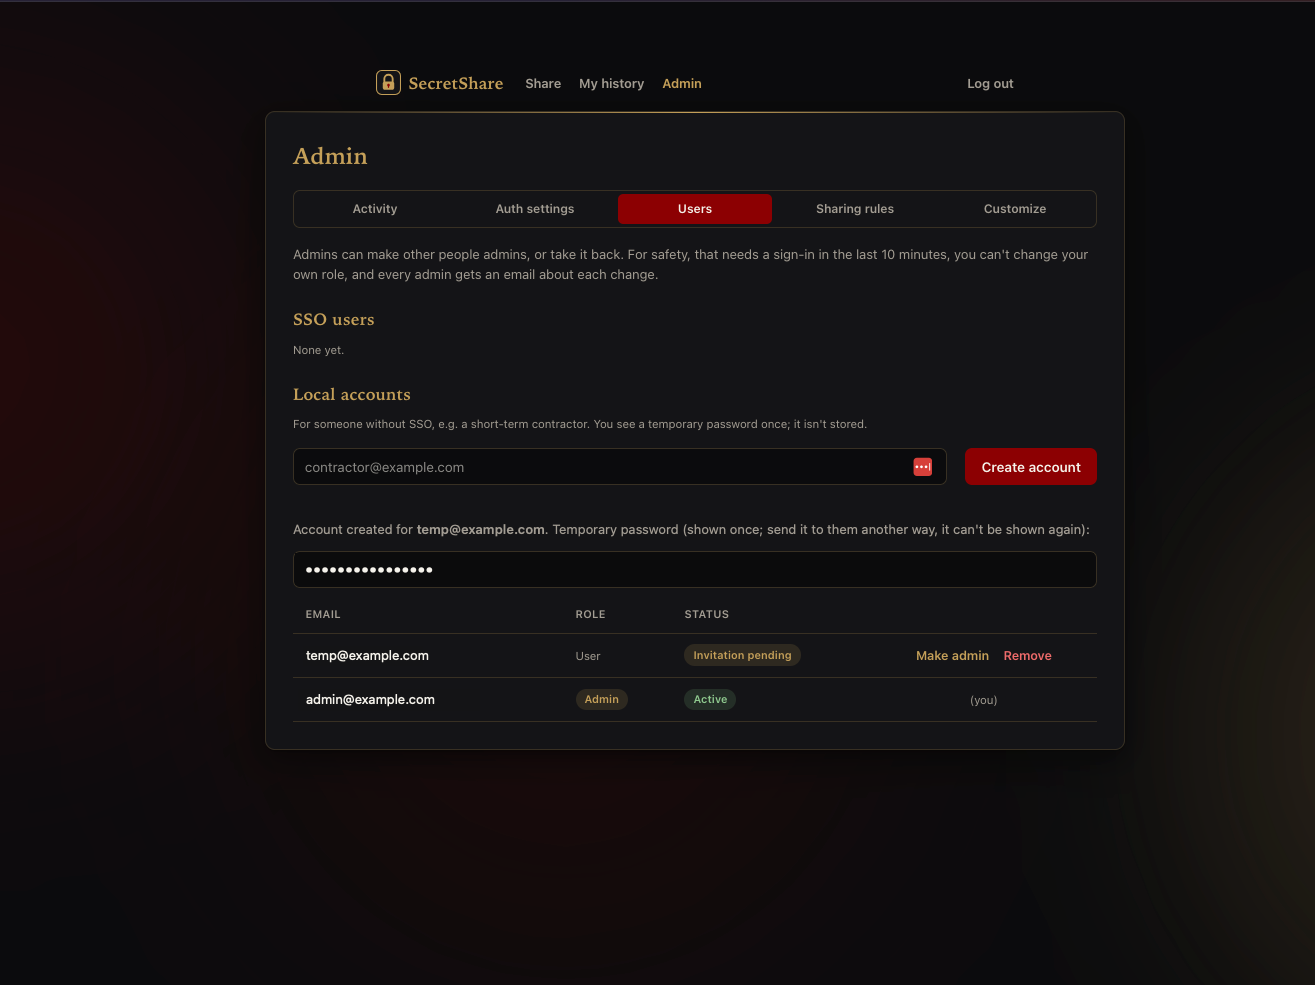 SecretShare Share My history Admin Log out
Admin
Activity Auth settings Users Sharing rules Customize
Admins can make other people admins, or take it back. For safety, that needs a sign-in in the last 10 minutes, you can't change your
own role, and every admin gets an email about each change.
SSO users
None yet.
Local accounts
For someone without SSO, e.g. a short-term contractor. You see a temporary password once; it isn't stored.
contractor@example.com Create account
Account created for temp@example.com. Temporary password (shown once; send it to them another way, it can't be shown again):
••••••••••••••••
EMAIL ROLE STATUS
temp@example.com User Invitation pending Make admin Remove
admin@example.com Admin Active (you)